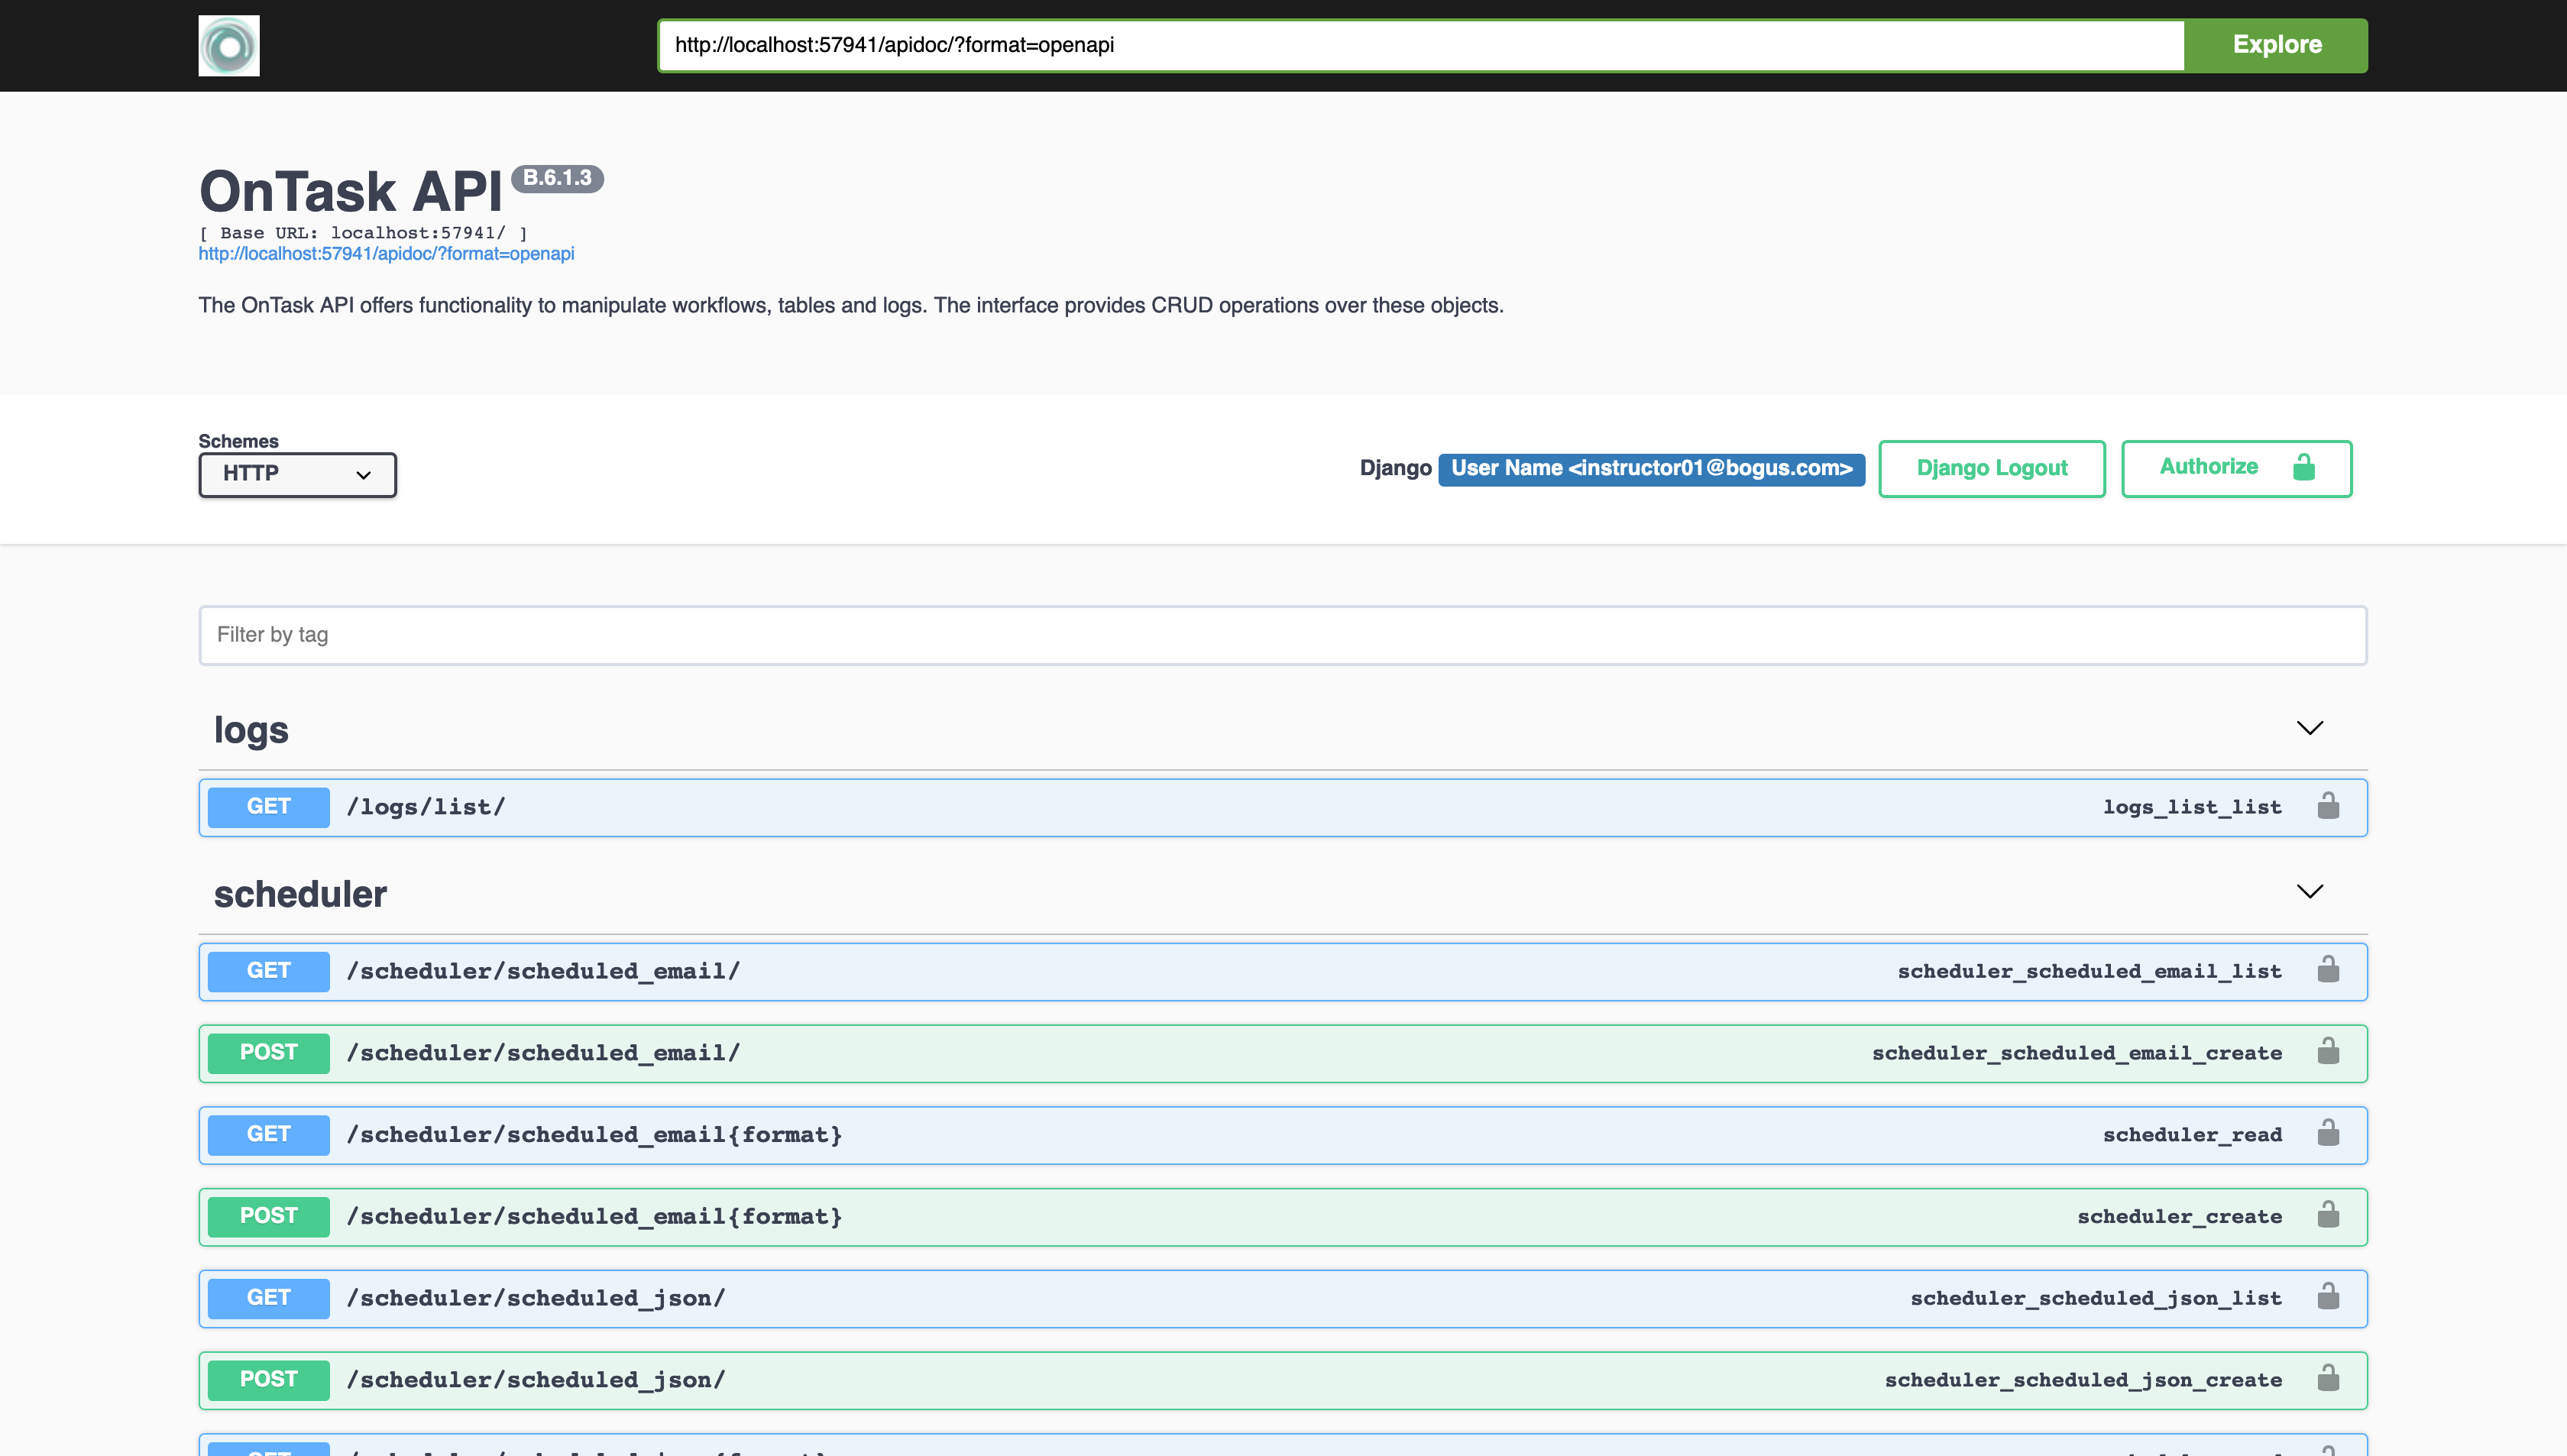 http://localhost:57941/apidoc/?format=openapi
Explore
OnTask API B.6.1.3
[ Base URL: localhost:57941/ ]
http://localhost:57941/apidoc/?format=openapi
The OnTask API offers functionality to manipulate workflows, tables and logs. The interface provides CRUD operations over these objects.
Schemes
HTTP
Django User Name <instructor01@bogus.com>
Django Logout
Authorize
Filter by tag
logs
GET /logs/list/ logs_list_list
scheduler
GET /scheduler/scheduled_email/ scheduler_scheduled_email_list
POST /scheduler/scheduled_email/ scheduler_scheduled_email_create
GET /scheduler/scheduled_email{format} scheduler_read
POST /scheduler/scheduled_email{format} scheduler_create
GET /scheduler/scheduled_json/ scheduler_scheduled_json_list
POST /scheduler/scheduled_json/ scheduler_scheduled_json_create